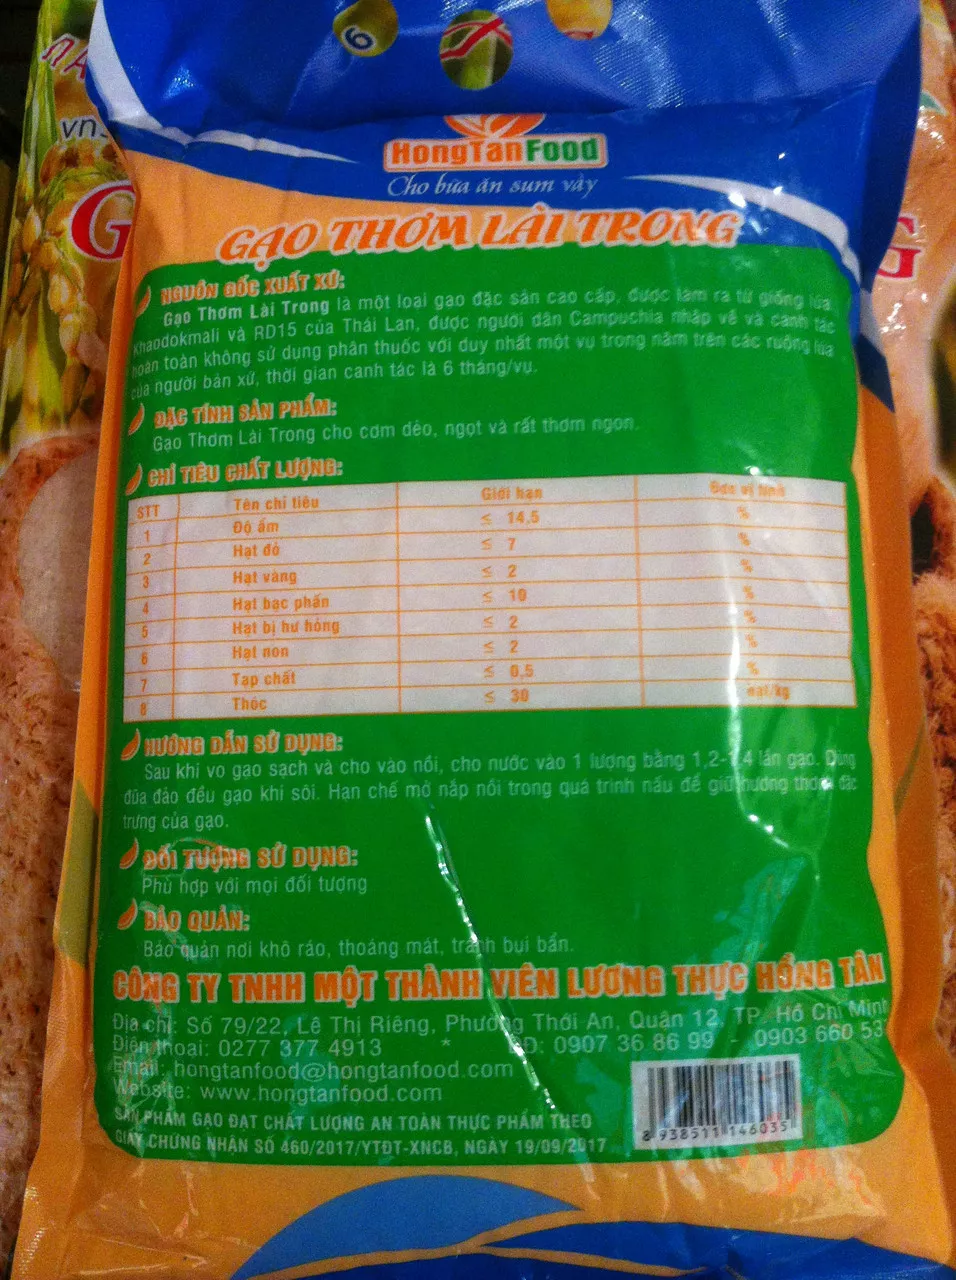 6
vn
HongTanFood
Cho bữa ăn sum vầy
G
GẠO THƠM LÀI TRONG
G
NGUỒN GỐC XUẤT XỨ:
Gạo Thơm Lài Trong là một loại gạo đặc sản cao cấp, được làm ra từ giống lúa
khaodokmali và RD15 của Thái Lan, được người dân Campuchia nhập về và canh tác
hoàn toàn không sử dụng phân thuốc với duy nhất một vụ trong năm trên các ruộng lúa
của người bản xứ, thời gian canh tác là 6 tháng/vụ.
ĐẶC TÍNH SẢN PHẨM:
Gạo Thơm Lài Trong cho cơm dẻo, ngọt và rất thơm ngon.
CHỈ TIÊU CHẤT LƯỢNG:
STT Tên chỉ tiêu Giới hạn Đơn vị tính
1 Độ ẩm ≤ 14,5 %
2 Hạt đỏ ≤ 7 %
3 Hạt vàng ≤ 2 %
4 Hạt bạc phấn ≤ 10 %
5 Hạt bị hư hỏng ≤ 2 %
6 Hạt non ≤ 2 %
7 Tạp chất ≤ 0,5 %
8 Thóc ≤ 30 hạt/kg
HƯỚNG DẪN SỬ DỤNG:
Sau khi vo gạo sạch và cho vào nồi, cho nước vào 1 lượng bằng 1,2-1,4 lần gạo. Dùng
đũa đảo đều gạo khi sôi. Hạn chế mở nắp nồi trong quá trình nấu để giữ hương thơm đặc
trưng của gạo.
ĐỐI TƯỢNG SỬ DỤNG:
Phù hợp với mọi đối tượng
BẢO QUẢN:
Bảo quản nơi khô ráo, thoáng mát, tránh bụi bẩn.
CÔNG TY TNHH MỘT THÀNH VIÊN LƯƠNG THỰC HỒNG TÂN
Địa chỉ: Số 79/22, Lê Thị Riêng, Phường Thới An, Quận 12, TP. Hồ Chí Minh
Điện thoại: 0277 377 4913 * DĐ: 0907 36 86 99 - 0903 660 53
Email: hongtanfood@hongtanfood.com
Website: www.hongtanfood.com
SẢN PHẨM GẠO ĐẠT CHẤT LƯỢNG AN TOÀN THỰC PHẨM THEO
GIẤY CHỨNG NHẬN SỐ 460/2017/YTĐT-XNCB, NGÀY 19/09/2017
8 938511 146035